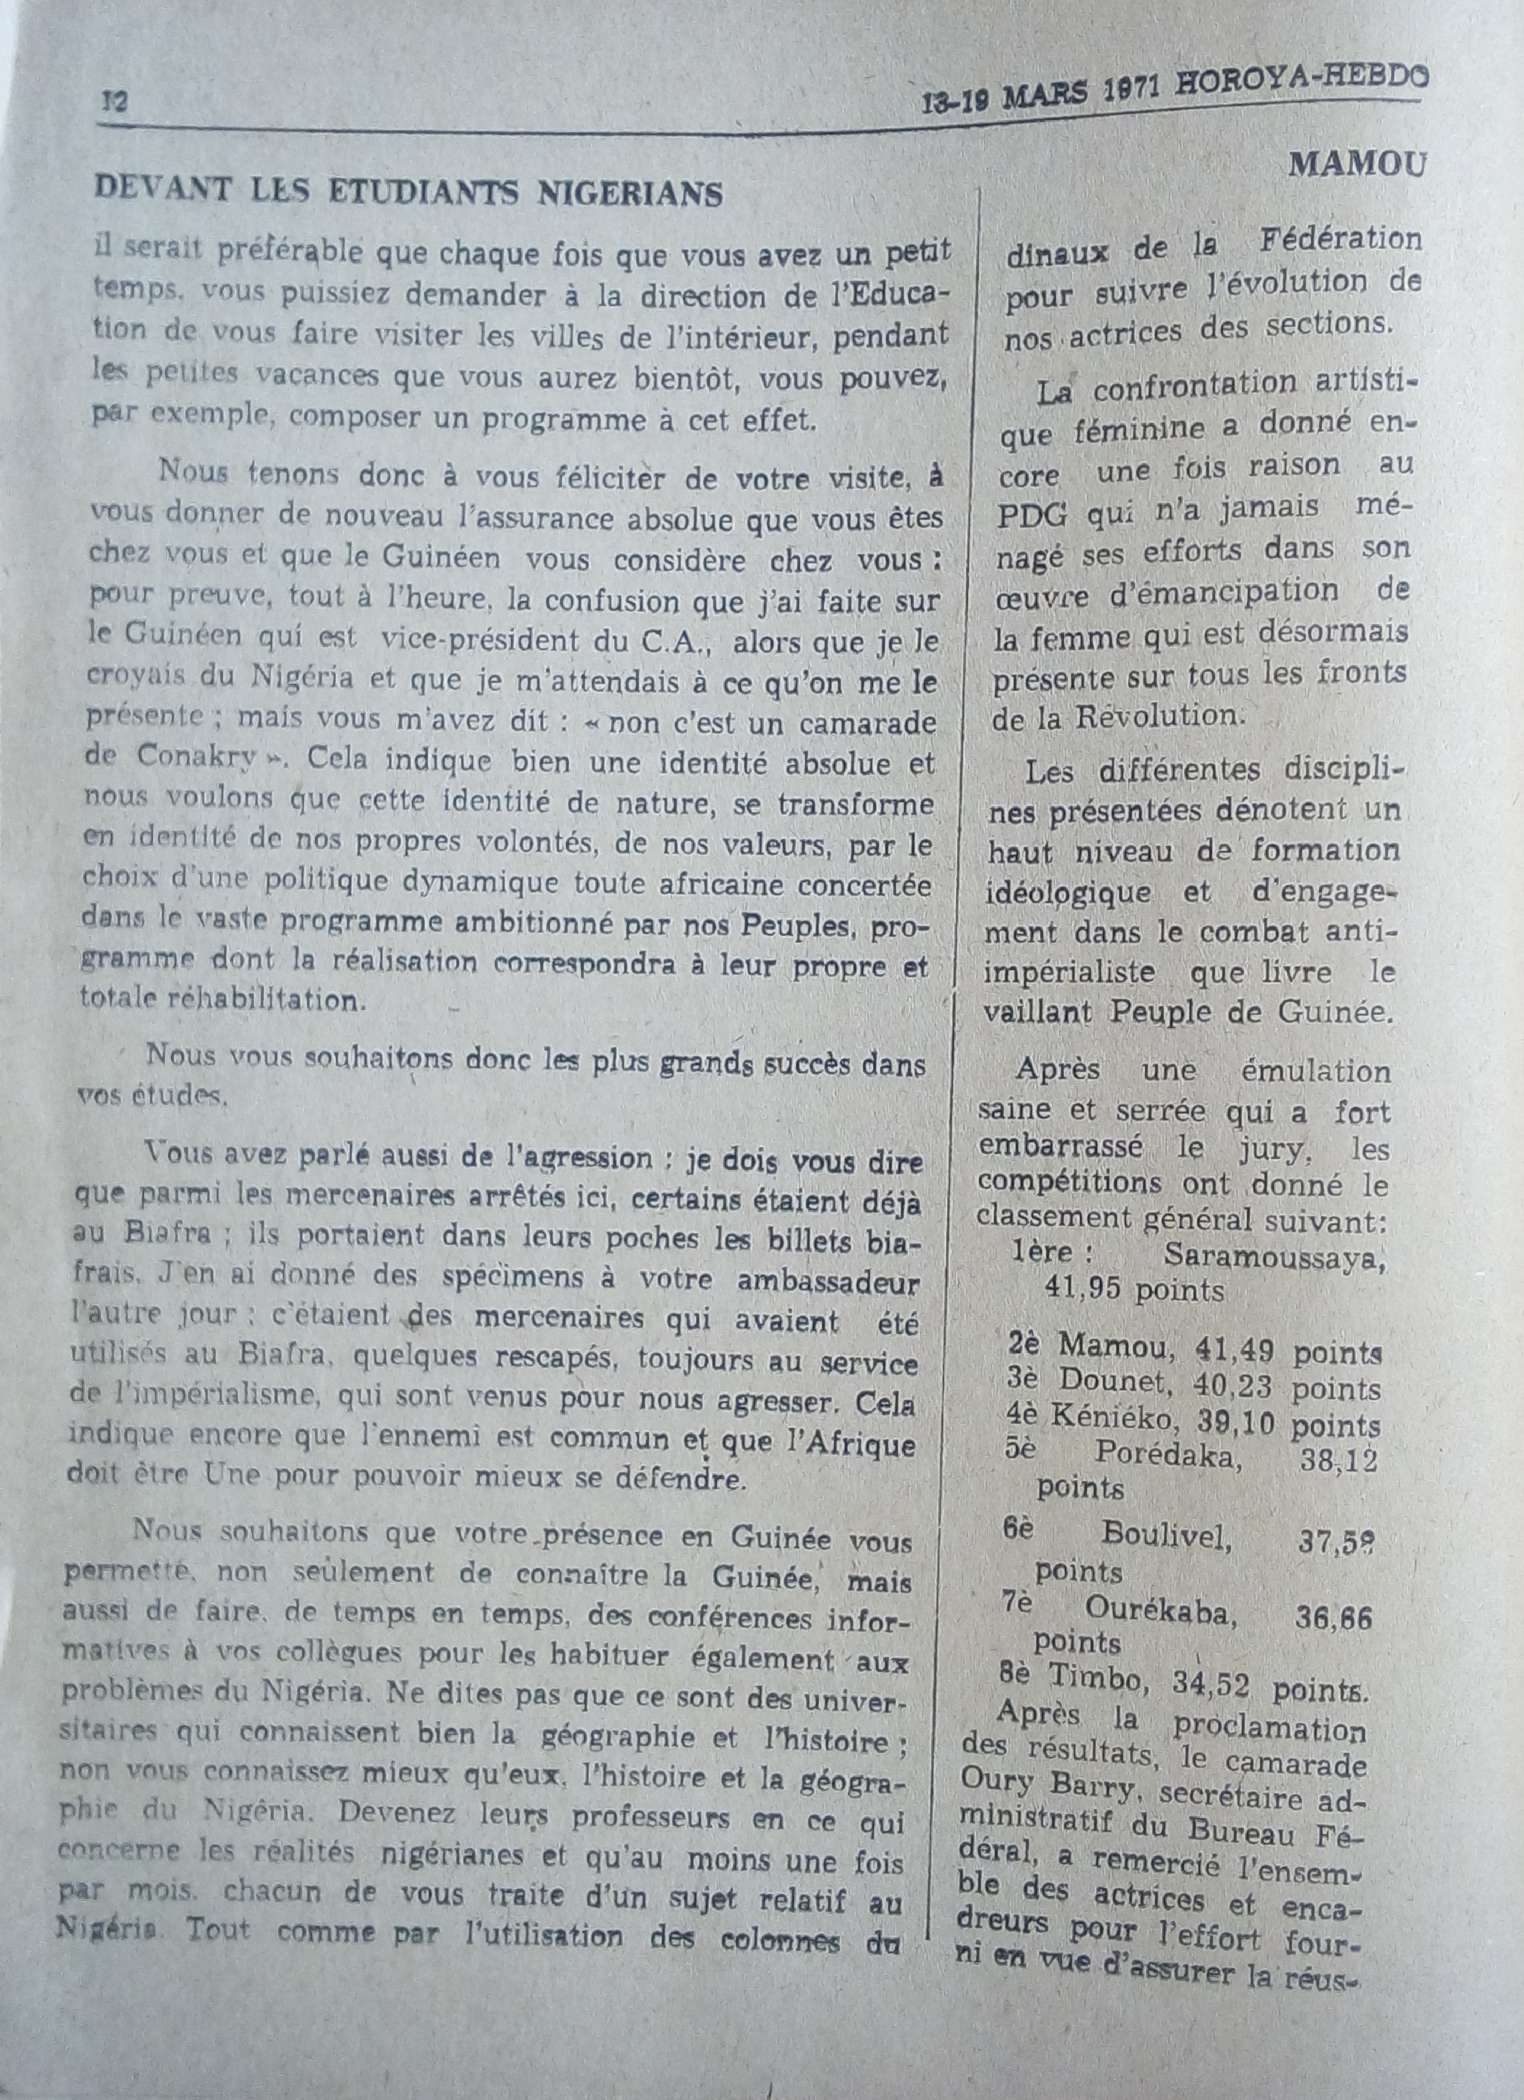 12
13-19 MARS 1971 HOROYA-HEBDO
DEVANT LES ETUDIANTS NIGERIANS
il serait préférable que chaque fois que vous avez un petit
temps, vous puissiez demander à la direction de l'Educa-
tion de vous faire visiter les villes de l'intérieur, pendant
les petites vacances que vous aurez bientôt, vous pouvez,
par exemple, composer un programme à cet effet.
Nous tenons donc à vous féliciter de votre visite, à
vous donner de nouveau l'assurance absolue que vous êtes
chez vous et que le Guinéen vous considère chez vous :
pour preuve, tout à l'heure, la confusion que j'ai faite sur
le Guinéen qui est vice-président du C.A., alors que je le
croyais du Nigéria et que je m'attendais à ce qu'on me le
présente ; mais vous m'avez dit : « non c'est un camarade
de Conakry ». Cela indique bien une identité absolue et
nous voulons que cette identité de nature, se transforme
en identité de nos propres volontés, de nos valeurs, par le
choix d'une politique dynamique toute africaine concertée
dans le vaste programme ambitionné par nos Peuples, pro-
gramme dont la réalisation correspondra à leur propre et
totale réhabilitation.
Nous vous souhaitons donc les plus grands succès dans
vos études.
Vous avez parlé aussi de l'agression ; je dois vous dire
que parmi les mercenaires arrêtés ici, certains étaient déjà
au Biafra ; ils portaient dans leurs poches les billets bia-
frais. J'en ai donné des spécimens à votre ambassadeur
l'autre jour ; c'étaient des mercenaires qui avaient été
utilisés au Biafra, quelques rescapés, toujours au service
de l'impérialisme, qui sont venus pour nous agresser. Cela
indique encore que l'ennemi est commun et que l'Afrique
doit être Une pour pouvoir mieux se défendre.
Nous souhaitons que votre présence en Guinée vous
permette, non seulement de connaître la Guinée, mais
aussi de faire, de temps en temps, des conférences infor-
matives à vos collègues pour les habituer également aux
problèmes du Nigéria. Ne dites pas que ce sont des univer-
sitaires qui connaissent bien la géographie et l'histoire ;
non vous connaissez mieux qu'eux, l'histoire et la géogra-
phie du Nigéria. Devenez leurs professeurs en ce qui
concerne les réalités nigérianes et qu'au moins une fois
par mois, chacun de vous traite d'un sujet relatif au
Nigéria. Tout comme par l'utilisation des colonnes du
MAMOU
dinaux de la Fédération
pour suivre l'évolution de
nos actrices des sections.
La confrontation artisti-
que féminine a donné en-
core une fois raison au
PDG qui n'a jamais mé-
nagé ses efforts dans son
œuvre d'émancipation de
la femme qui est désormais
présente sur tous les fronts
de la Révolution.
Les différentes discipli-
nes présentées dénotent un
haut niveau de formation
idéologique et d'engage-
ment dans le combat anti-
impérialiste que livre le
vaillant Peuple de Guinée.
Après une émulation
saine et serrée qui a fort
embarrassé le jury, les
compétitions ont donné le
classement général suivant:
1ère : Saramoussaya,
41,95 points
2è Mamou, 41,49 points
3è Dounet, 40,23 points
4è Kéniéko, 39,10 points
5è Porédaka, 38,12
points
6è Boulivel,
points
7è Ourékaba, 36,66
points
8è Timbo, 34,52 points.
Après la proclamation
des résultats, le camarade
Oury Barry, secrétaire ad-
ministratif du Bureau Fé-
déral, a remercié l'ensem-
ble des actrices et enca-
dreurs pour l'effort four-
ni en vue d'assurer la réus-